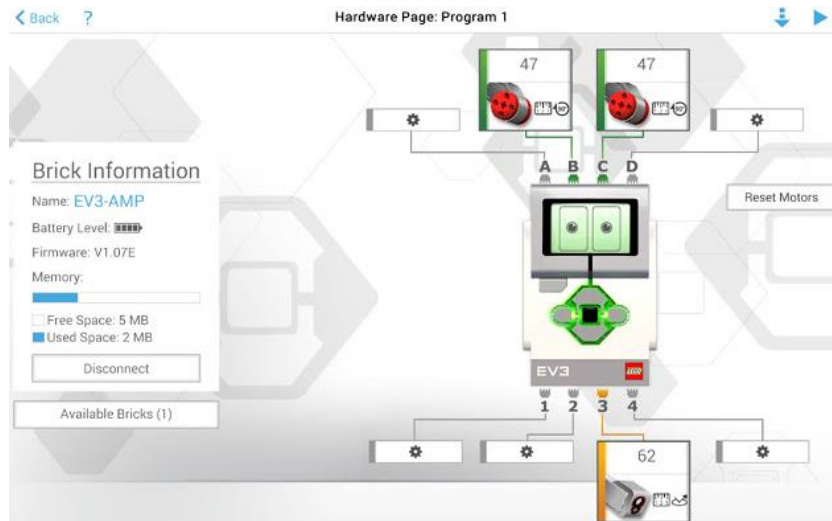 Back ? Hardware Page: Program 1
47 47
A B C D
Brick Information
Name: EV3-AMP
Battery Level:
Firmware: V1.07E
Memory:
Free Space: 5 MB
Used Space: 2 MB
Disconnect
Available Bricks (1)
Reset Motors
EV3
1 2 3 4
62